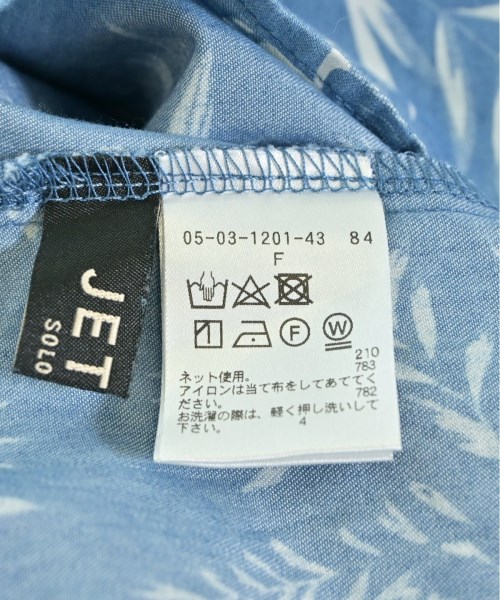 05-03-1201-43 84
F
F
W
210
783
ネット使用。
アイロンは当て布をしてあててく
ださい。 782
お洗濯の際は、軽く押し洗いして
下さい。 4
JET
SOLO